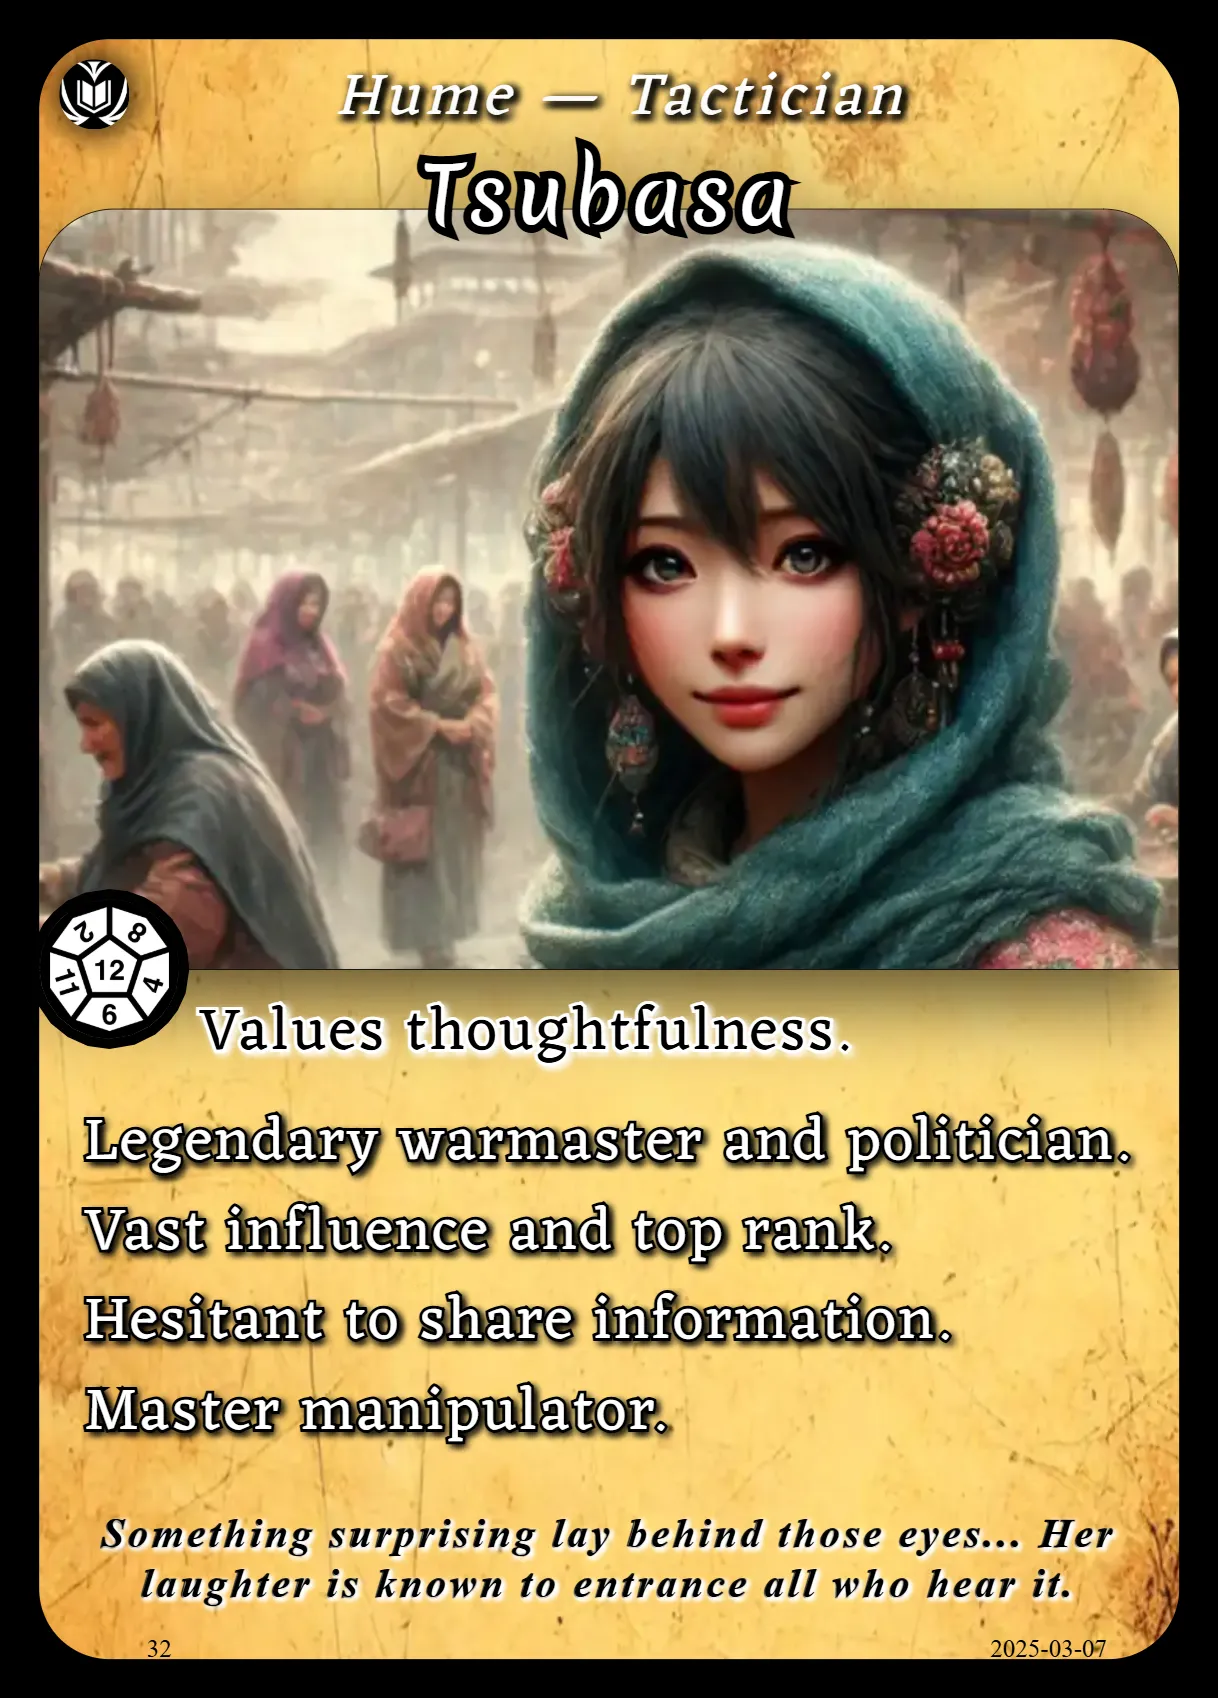 Hume — Tactician
Tsubasa
2 8
11 12 4
6
Values thoughtfulness.
Legendary warmaster and politician.
Vast influence and top rank.
Hesitant to share information.
Master manipulator.
Something surprising lay behind those eyes... Her
laughter is known to entrance all who hear it.
32 2025-03-07